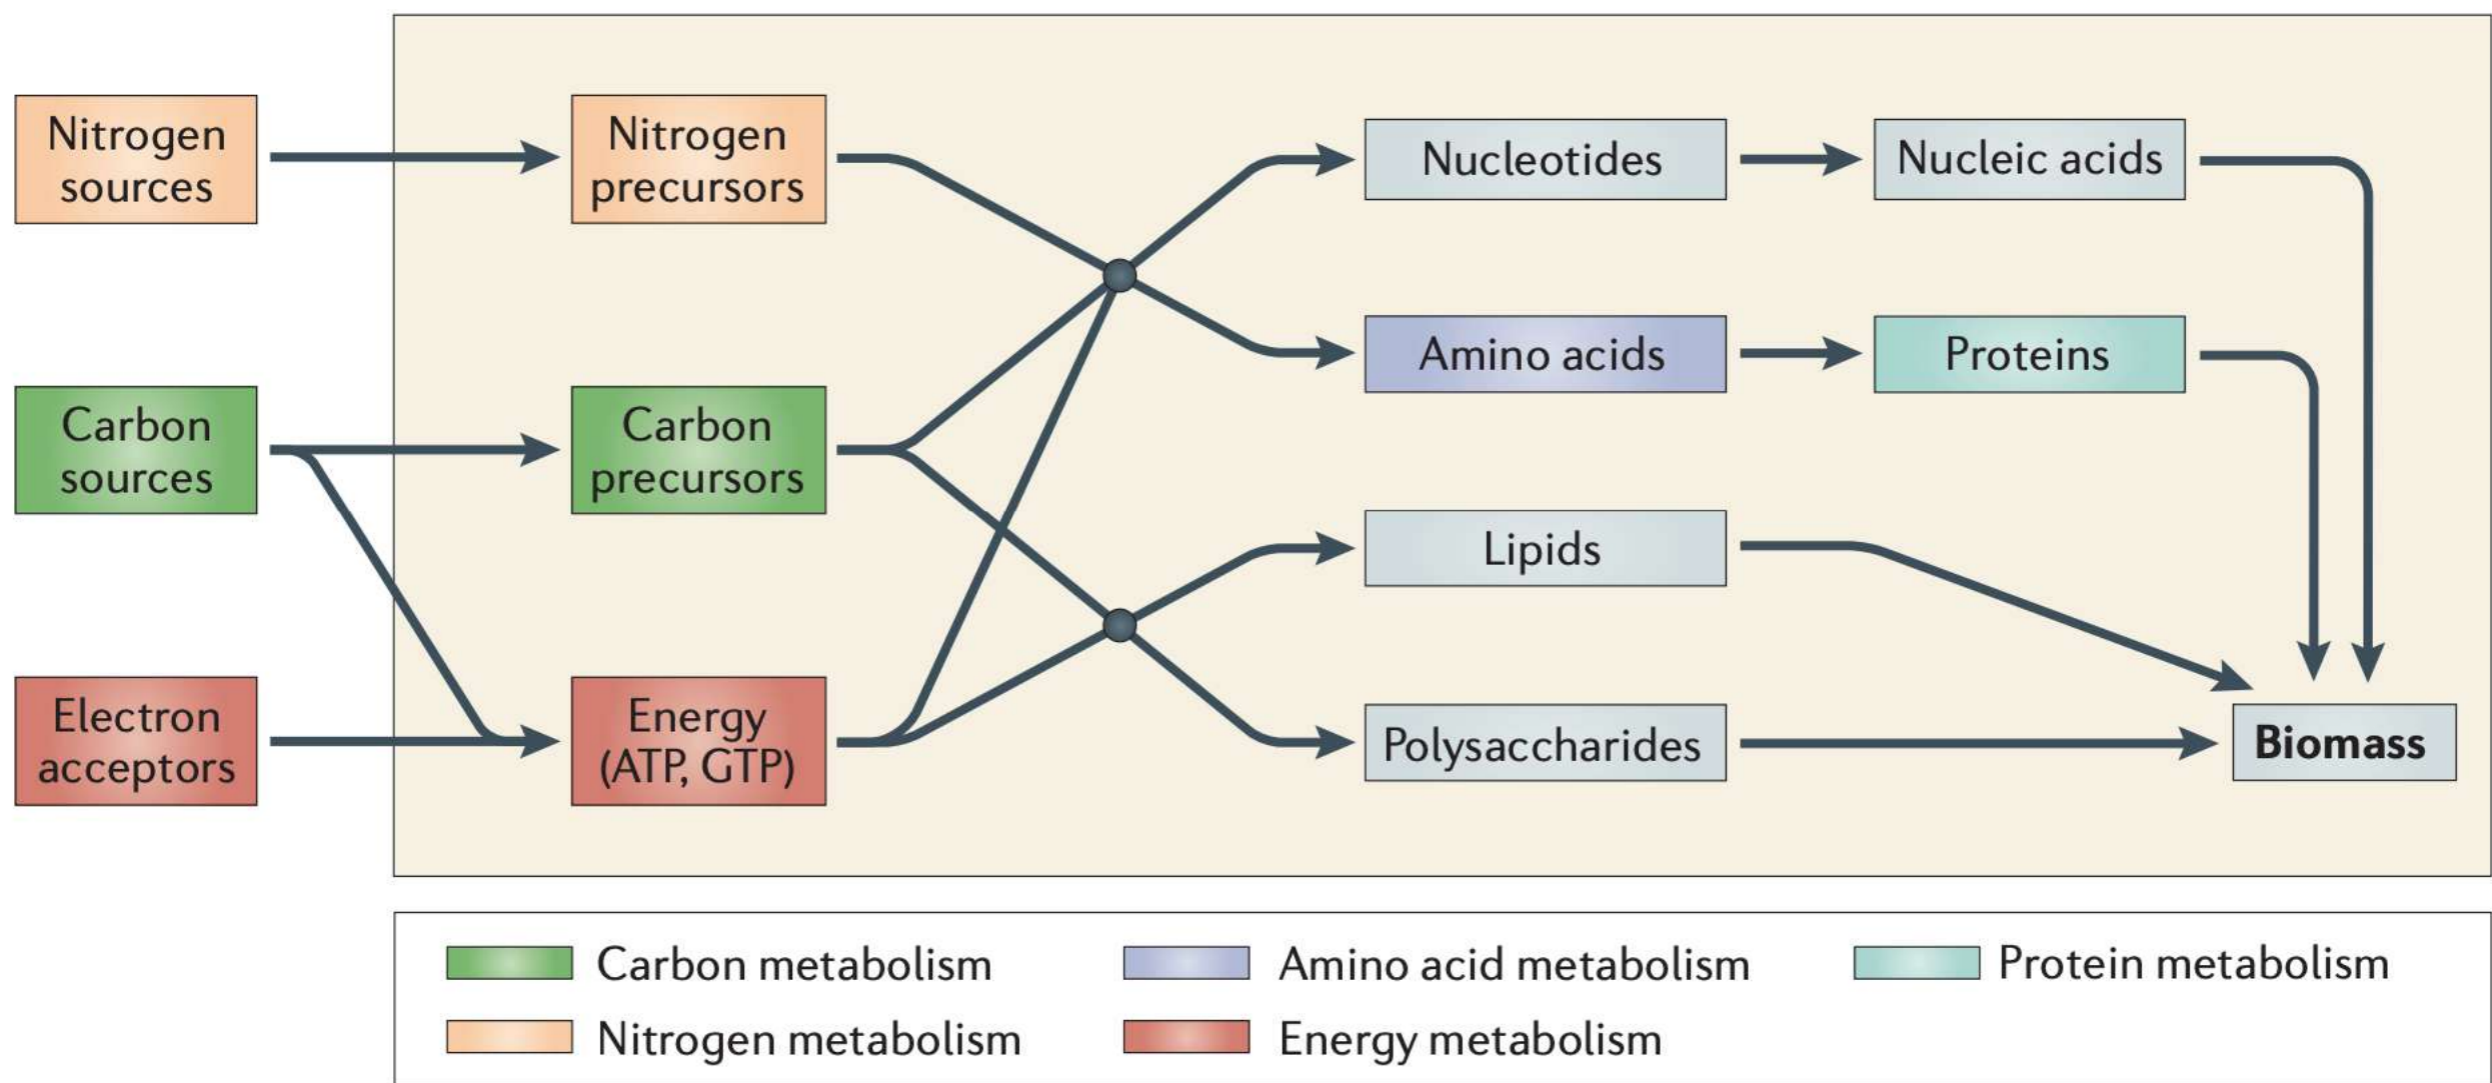 Nitrogen
sources
Nitrogen
precursors
Nucleotides
Nucleic acids
Carbon
sources
Carbon
precursors
Amino acids
Proteins
Lipids
Electron
acceptors
Energy
(ATP, GTP)
Polysaccharides
Biomass
Carbon metabolism
Amino acid metabolism
Protein metabolism
Nitrogen metabolism
Energy metabolism